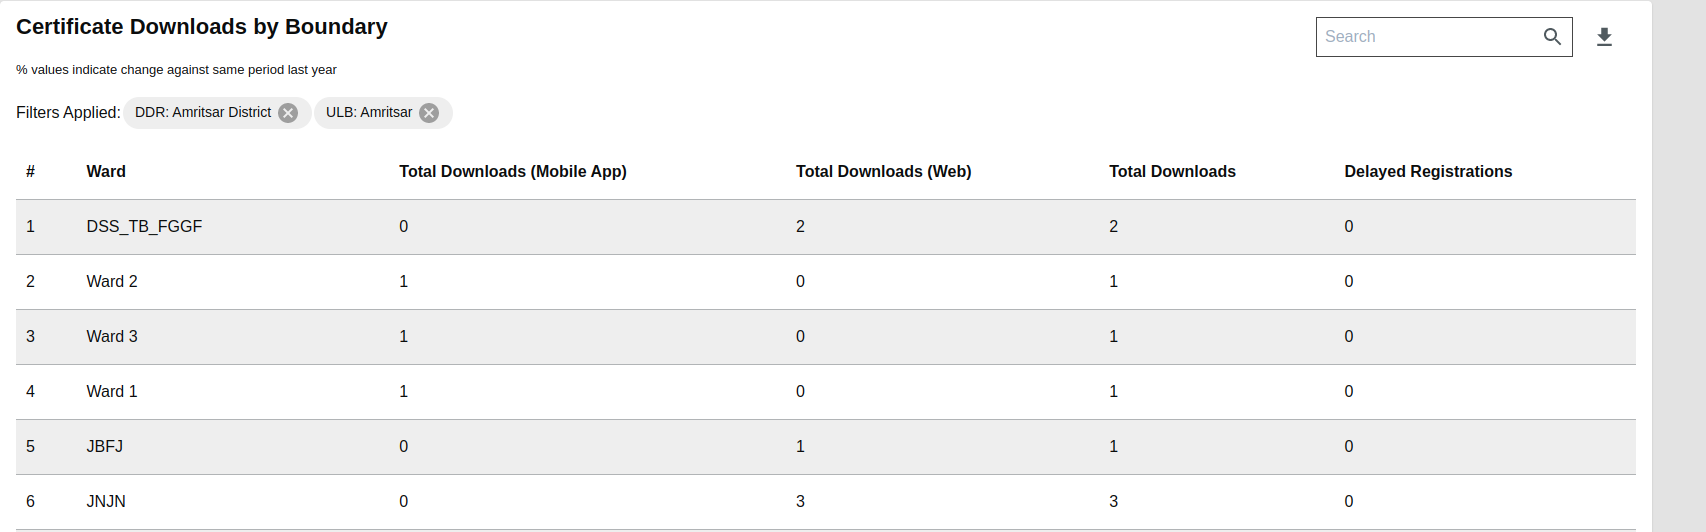 Certificate Downloads by Boundary
Search
% values indicate change against same period last year
Filters Applied: DDR: Amritsar District ULB: Amritsar
# Ward Total Downloads (Mobile App) Total Downloads (Web) Total Downloads Delayed Registrations
1 DSS_TB_FGGF 0 2 2 0
2 Ward 2 1 0 1 0
3 Ward 3 1 0 1 0
4 Ward 1 1 0 1 0
5 JBFJ 0 1 1 0
6 JNJN 0 3 3 0